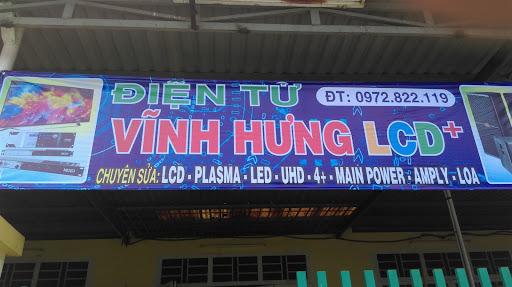 ĐIỆN TỬ
ĐT: 0972.822.119
VĨNH HƯNG LCD+
CHUYÊN SỬA: LCD - PLASMA - LED - UHD - 4+ - MAIN POWER - AMPLY - LOA